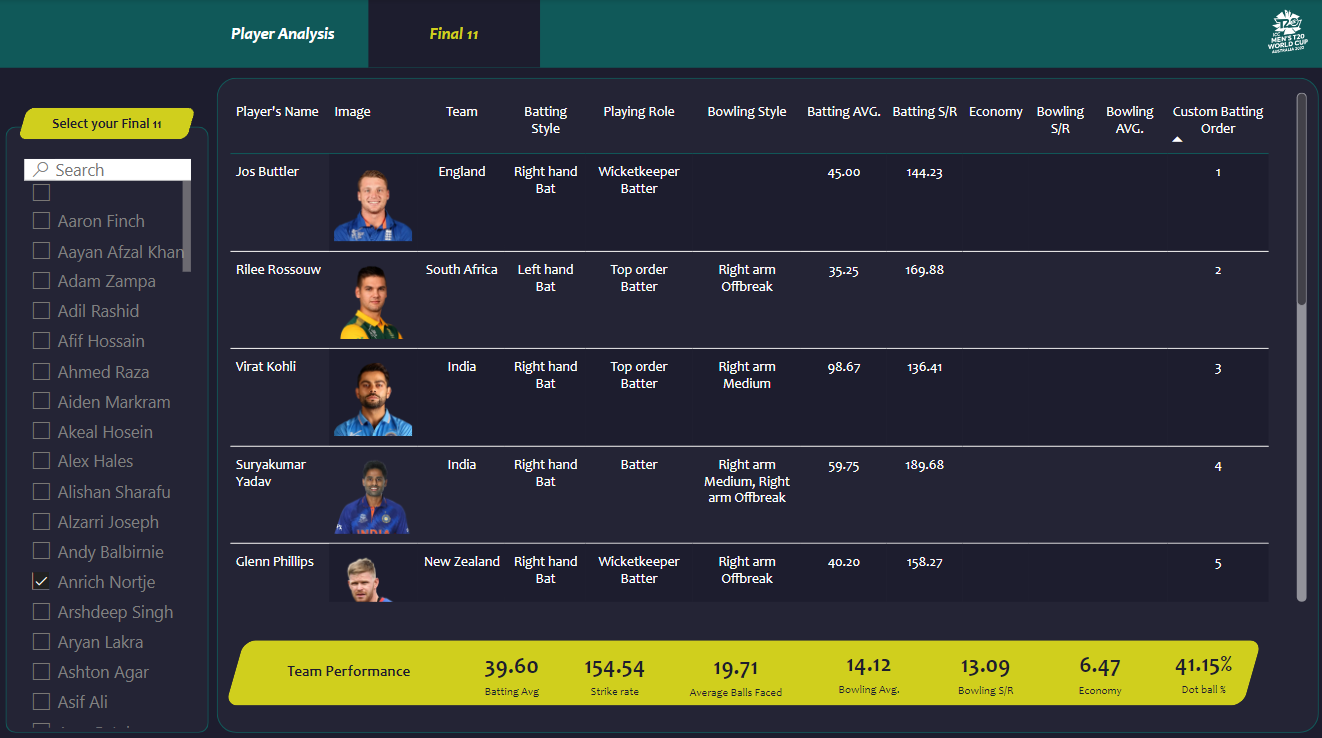 Player Analysis
Final 11
T20
ICC
MEN'S T20
WORLD CUP
AUSTRALIA 2022
Select your Final 11
Search
Aaron Finch
Aayan Afzal Khan
Adam Zampa
Adil Rashid
Afif Hossain
Ahmed Raza
Aiden Markram
Akeal Hosein
Alex Hales
Alishan Sharafu
Alzarri Joseph
Andy Balbirnie
Anrich Nortje
Arshdeep Singh
Aryan Lakra
Ashton Agar
Asif Ali
Player's Name Image Team Batting Style Playing Role Bowling Style Batting AVG. Batting S/R Economy Bowling S/R Bowling AVG. Custom Batting Order
Jos Buttler England Right hand Wicketkeeper 45.00 144.23 1
Bat Batter
Rilee Rossouw South Africa Left hand Top order Right arm 35.25 169.88 2
Bat Batter Offbreak
Virat Kohli India Right hand Top order Right arm 98.67 136.41 3
Bat Batter Medium
Suryakumar India Right hand Batter Right arm 59.75 189.68 4
Yadav Bat Medium, Right
arm Offbreak
INDIA
Glenn Phillips New Zealand Right hand Wicketkeeper Right arm 40.20 158.27 5
Bat Batter Offbreak
Team Performance
39.60 154.54 19.71 14.12 13.09 6.47 41.15%
Batting Avg Strike rate Average Balls Faced Bowling Avg. Bowling S/R Economy Dot ball %